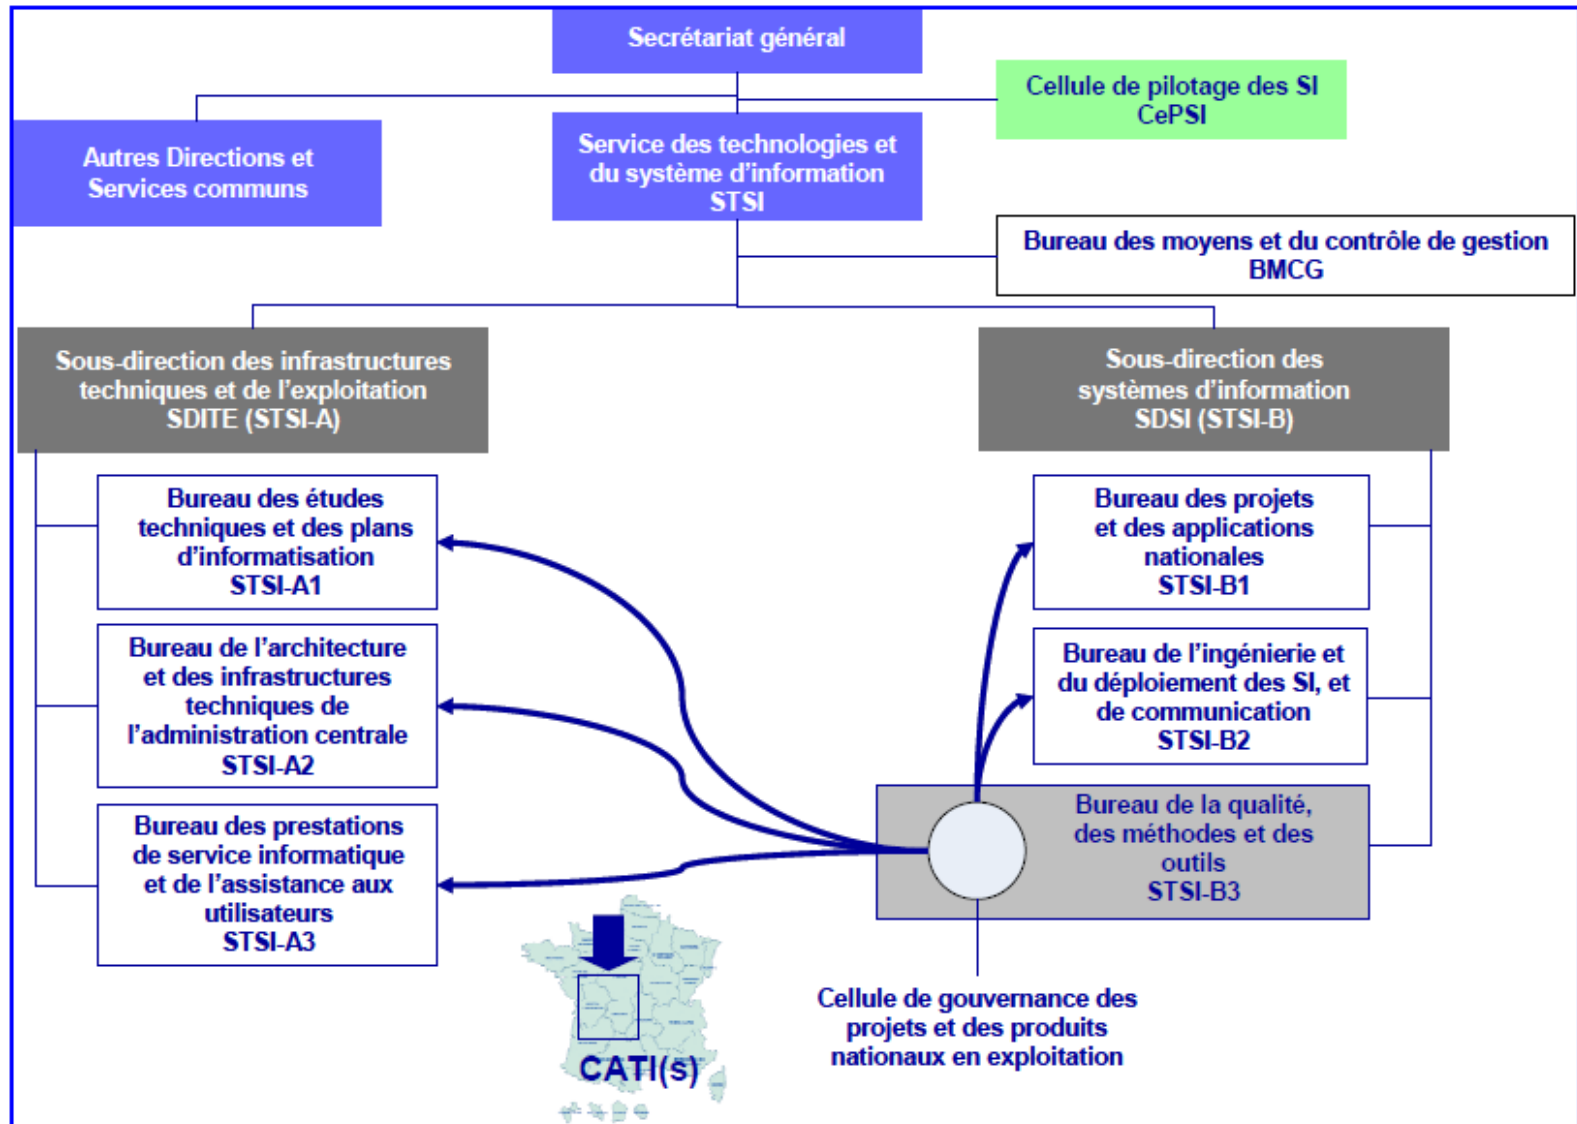 Secrétariat général
Cellule de pilotage des SI
CePSI
Autres Directions et
Services communs
Service des technologies et
du système d’information
STSI
Bureau des moyens et du contrôle de gestion
BMCG
Sous-direction des infrastructures
techniques et de l’exploitation
SDITE (STSI-A)
Sous-direction des
systèmes d’information
SDSI (STSI-B)
Bureau des études
techniques et des plans
d’informatisation
STSI-A1
Bureau de l’architecture
et des infrastructures
techniques de
l’administration centrale
STSI-A2
Bureau des prestations
de service informatique
et de l’assistance aux
utilisateurs
STSI-A3
Bureau des projets
et des applications
nationales
STSI-B1
Bureau de l’ingénierie et
du déploiement des SI, et
de communication
STSI-B2
Bureau de la qualité,
des méthodes et des
outils
STSI-B3
Cellule de gouvernance des
projets et des produits
nationaux en exploitation
CATI(s)